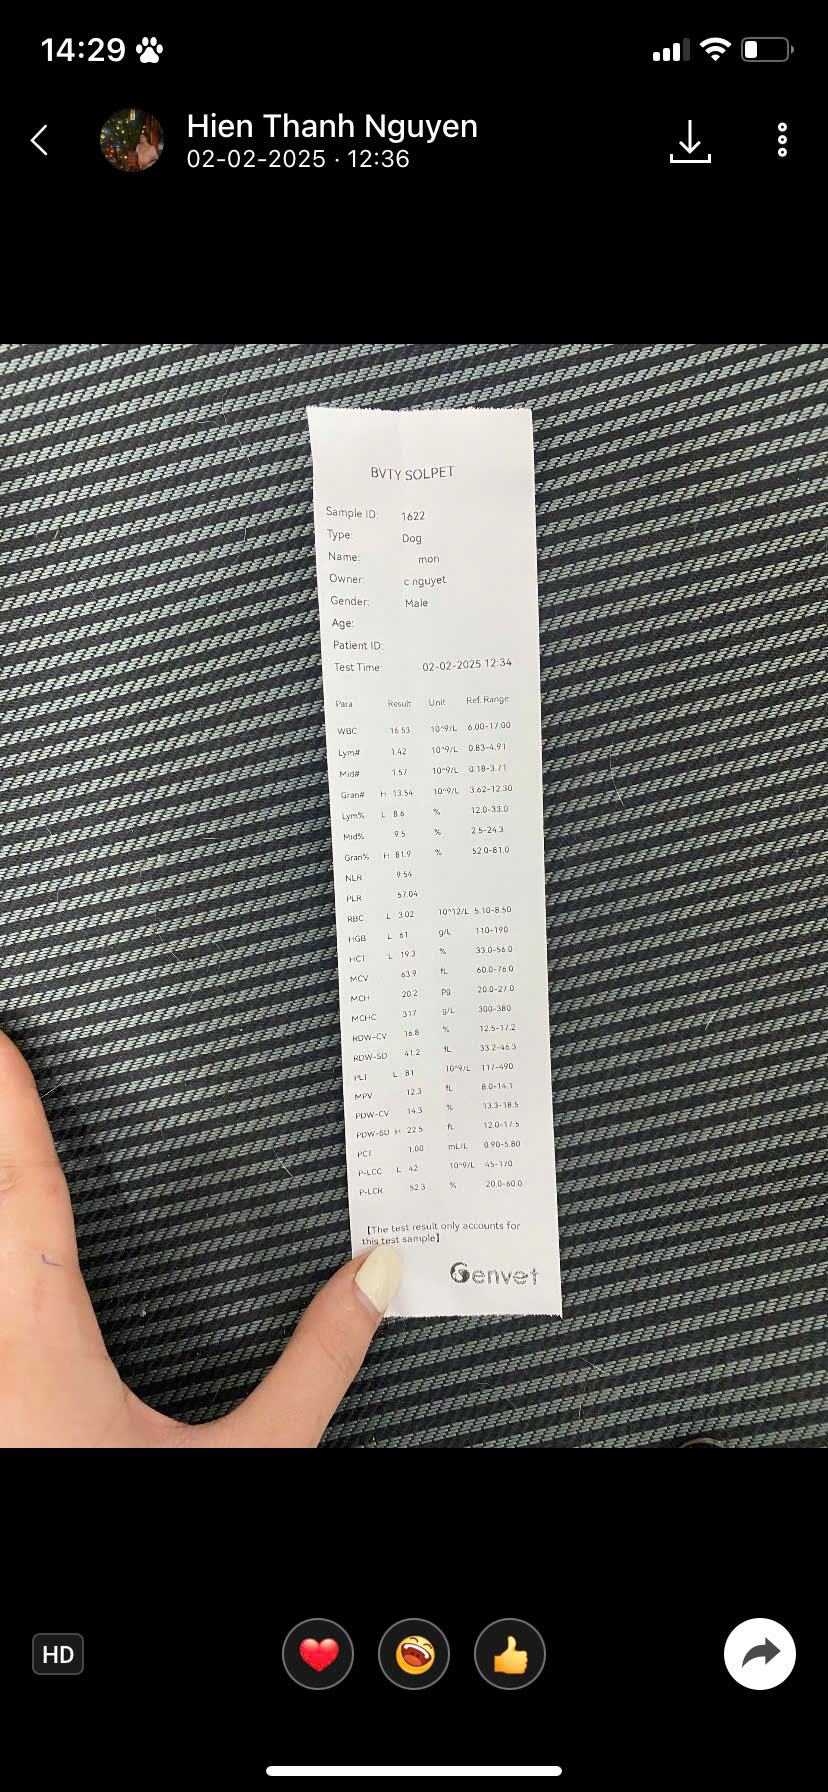 14:29
Hien Thanh Nguyen
02-02-2025 · 12:36
BVTY SOLPET
Sample ID: 1622
Type: Dog
Name: mon
Owner: c nguyet
Gender: Male
Age:
Patient ID:
Test Time: 02-02-2025 12:34
Para Result Unit Ref. Range
WBC 16.53 10^9/L 6.00-17.00
Lym# 1.42 10^9/L 0.83-4.91
Mid# 1.57 10^9/L 0.18-3.71
Gran# H 13.54 10^9/L 3.62-12.30
Lym% L 8.6 % 12.0-33.0
Mid% 9.5 % 2.5-24.3
Gran% H 81.9 % 52.0-81.0
NLR 9.54
PLR 57.04
RBC L 3.02 10^12/L 5.10-8.50
HGB L 61 g/L 110-190
HCT L 19.3 % 33.0-56.0
MCV 63.9 fL 60.0-76.0
MCH 20.2 pg 20.0-27.0
MCHC 317 g/L 300-380
RDW-CV 16.8 % 12.5-17.2
RDW-SD 41.2 fL 33.2-46.3
PLT L 81 10^9/L 117-490
MPV 12.3 fL 8.0-14.1
PDW-CV 14.3 % 13.3-18.5
PDW-SD H 22.5 fL 12.0-17.5
PCT 1.00 mL/L 0.90-5.80
P-LCC L 42 10^9/L 45-170
P-LCR 52.3 % 20.0-60.0
【The test result only accounts for
this test sample】
Genvet
HD